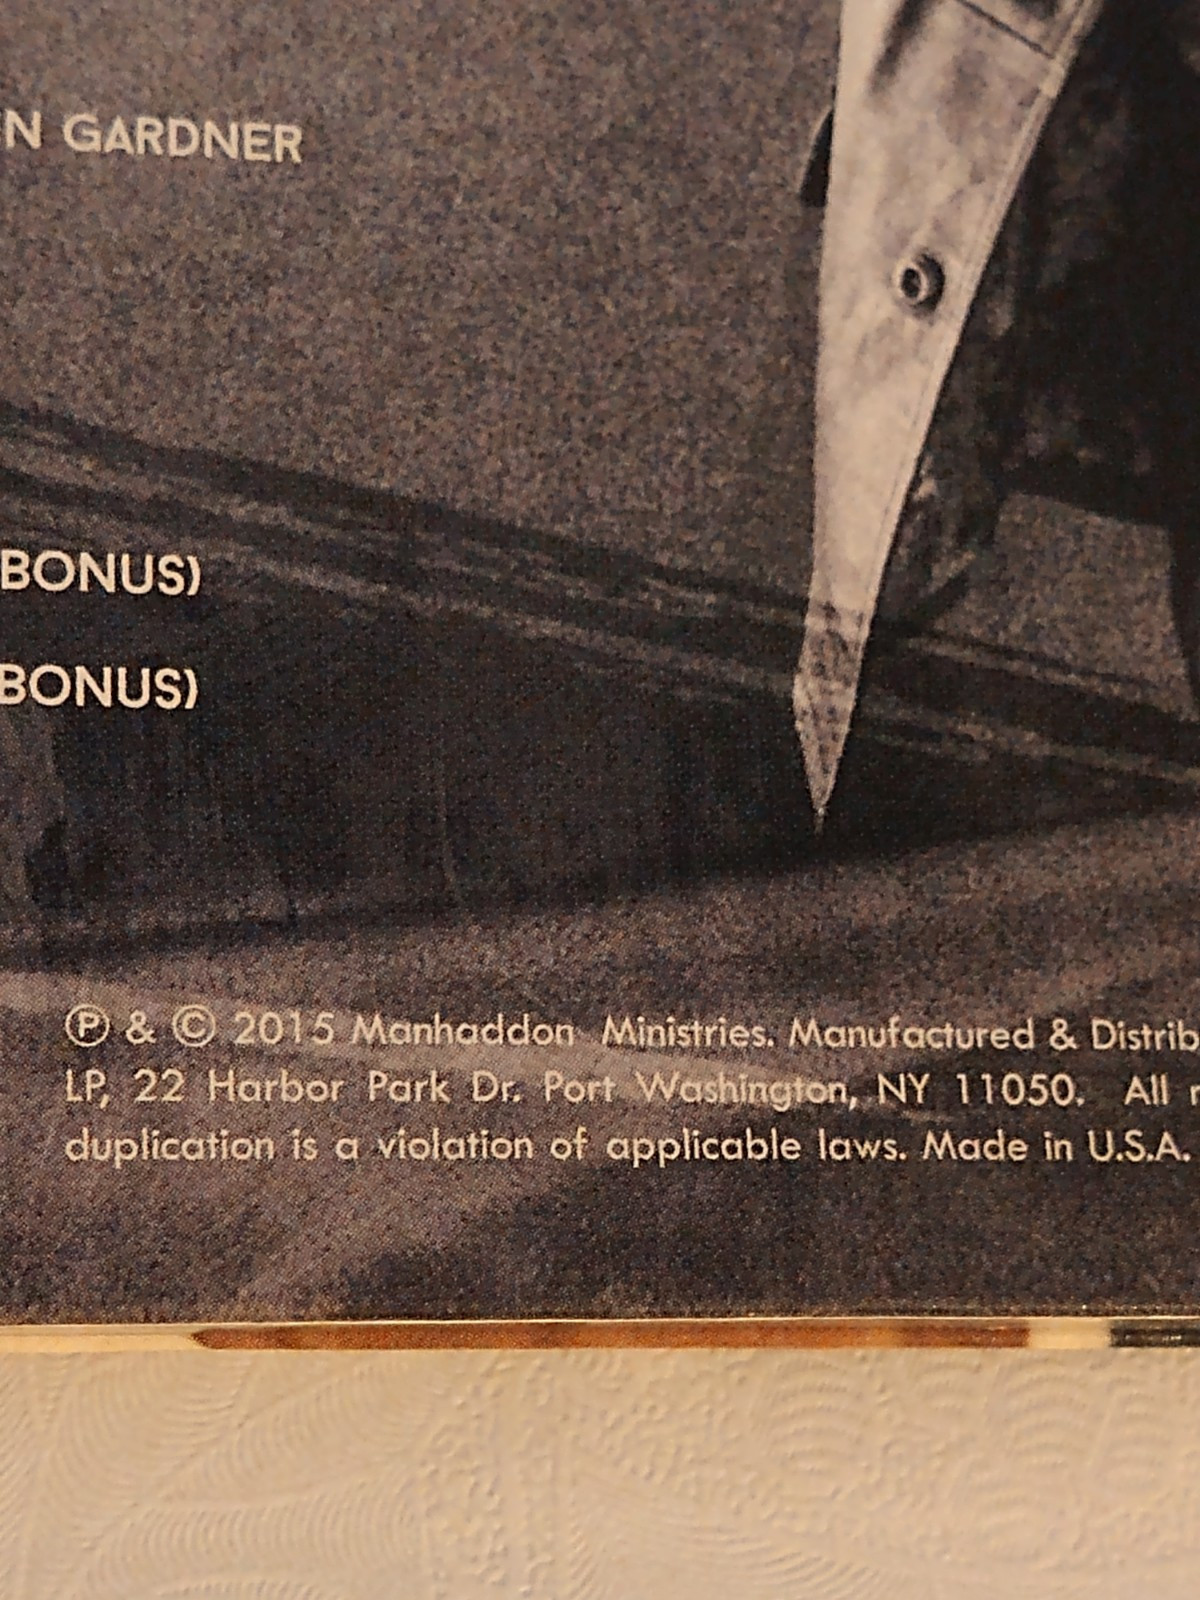 EN GARDNER
BONUS)
BONUS)
Ⓟ & © 2015 Manhaddon Ministries. Manufactured & Distrib
LP, 22 Harbor Park Dr. Port Washington, NY 11050. All r
duplication is a violation of applicable laws. Made in U.S.A.